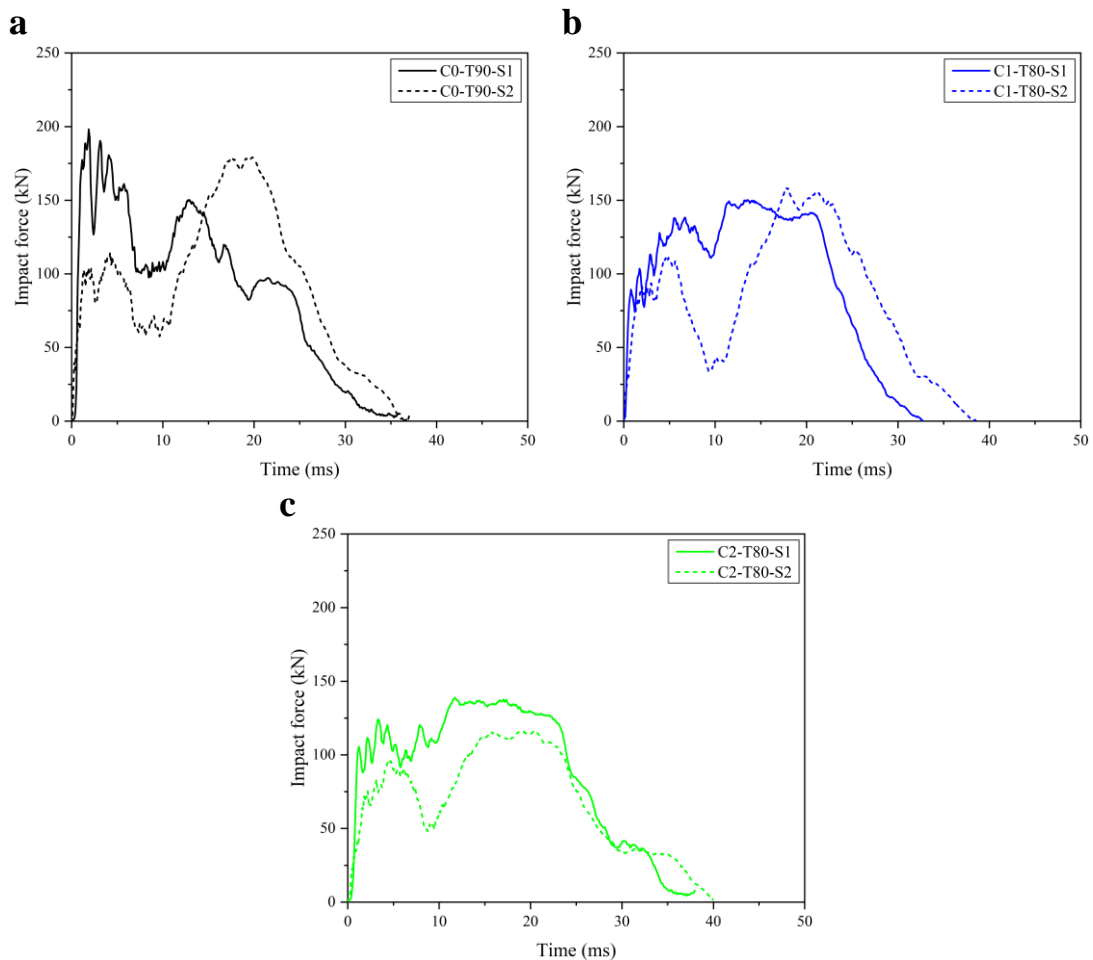 a
250
200
150
100
50
0
Impact force (kN)
0 10 20 30 40 50
Time (ms)
C0-T90-S1
C0-T90-S2
b
250
200
150
100
50
0
Impact force (kN)
0 10 20 30 40 50
Time (ms)
C1-T80-S1
C1-T80-S2
c
250
200
150
100
50
0
Impact force (kN)
0 10 20 30 40 50
Time (ms)
C2-T80-S1
C2-T80-S2